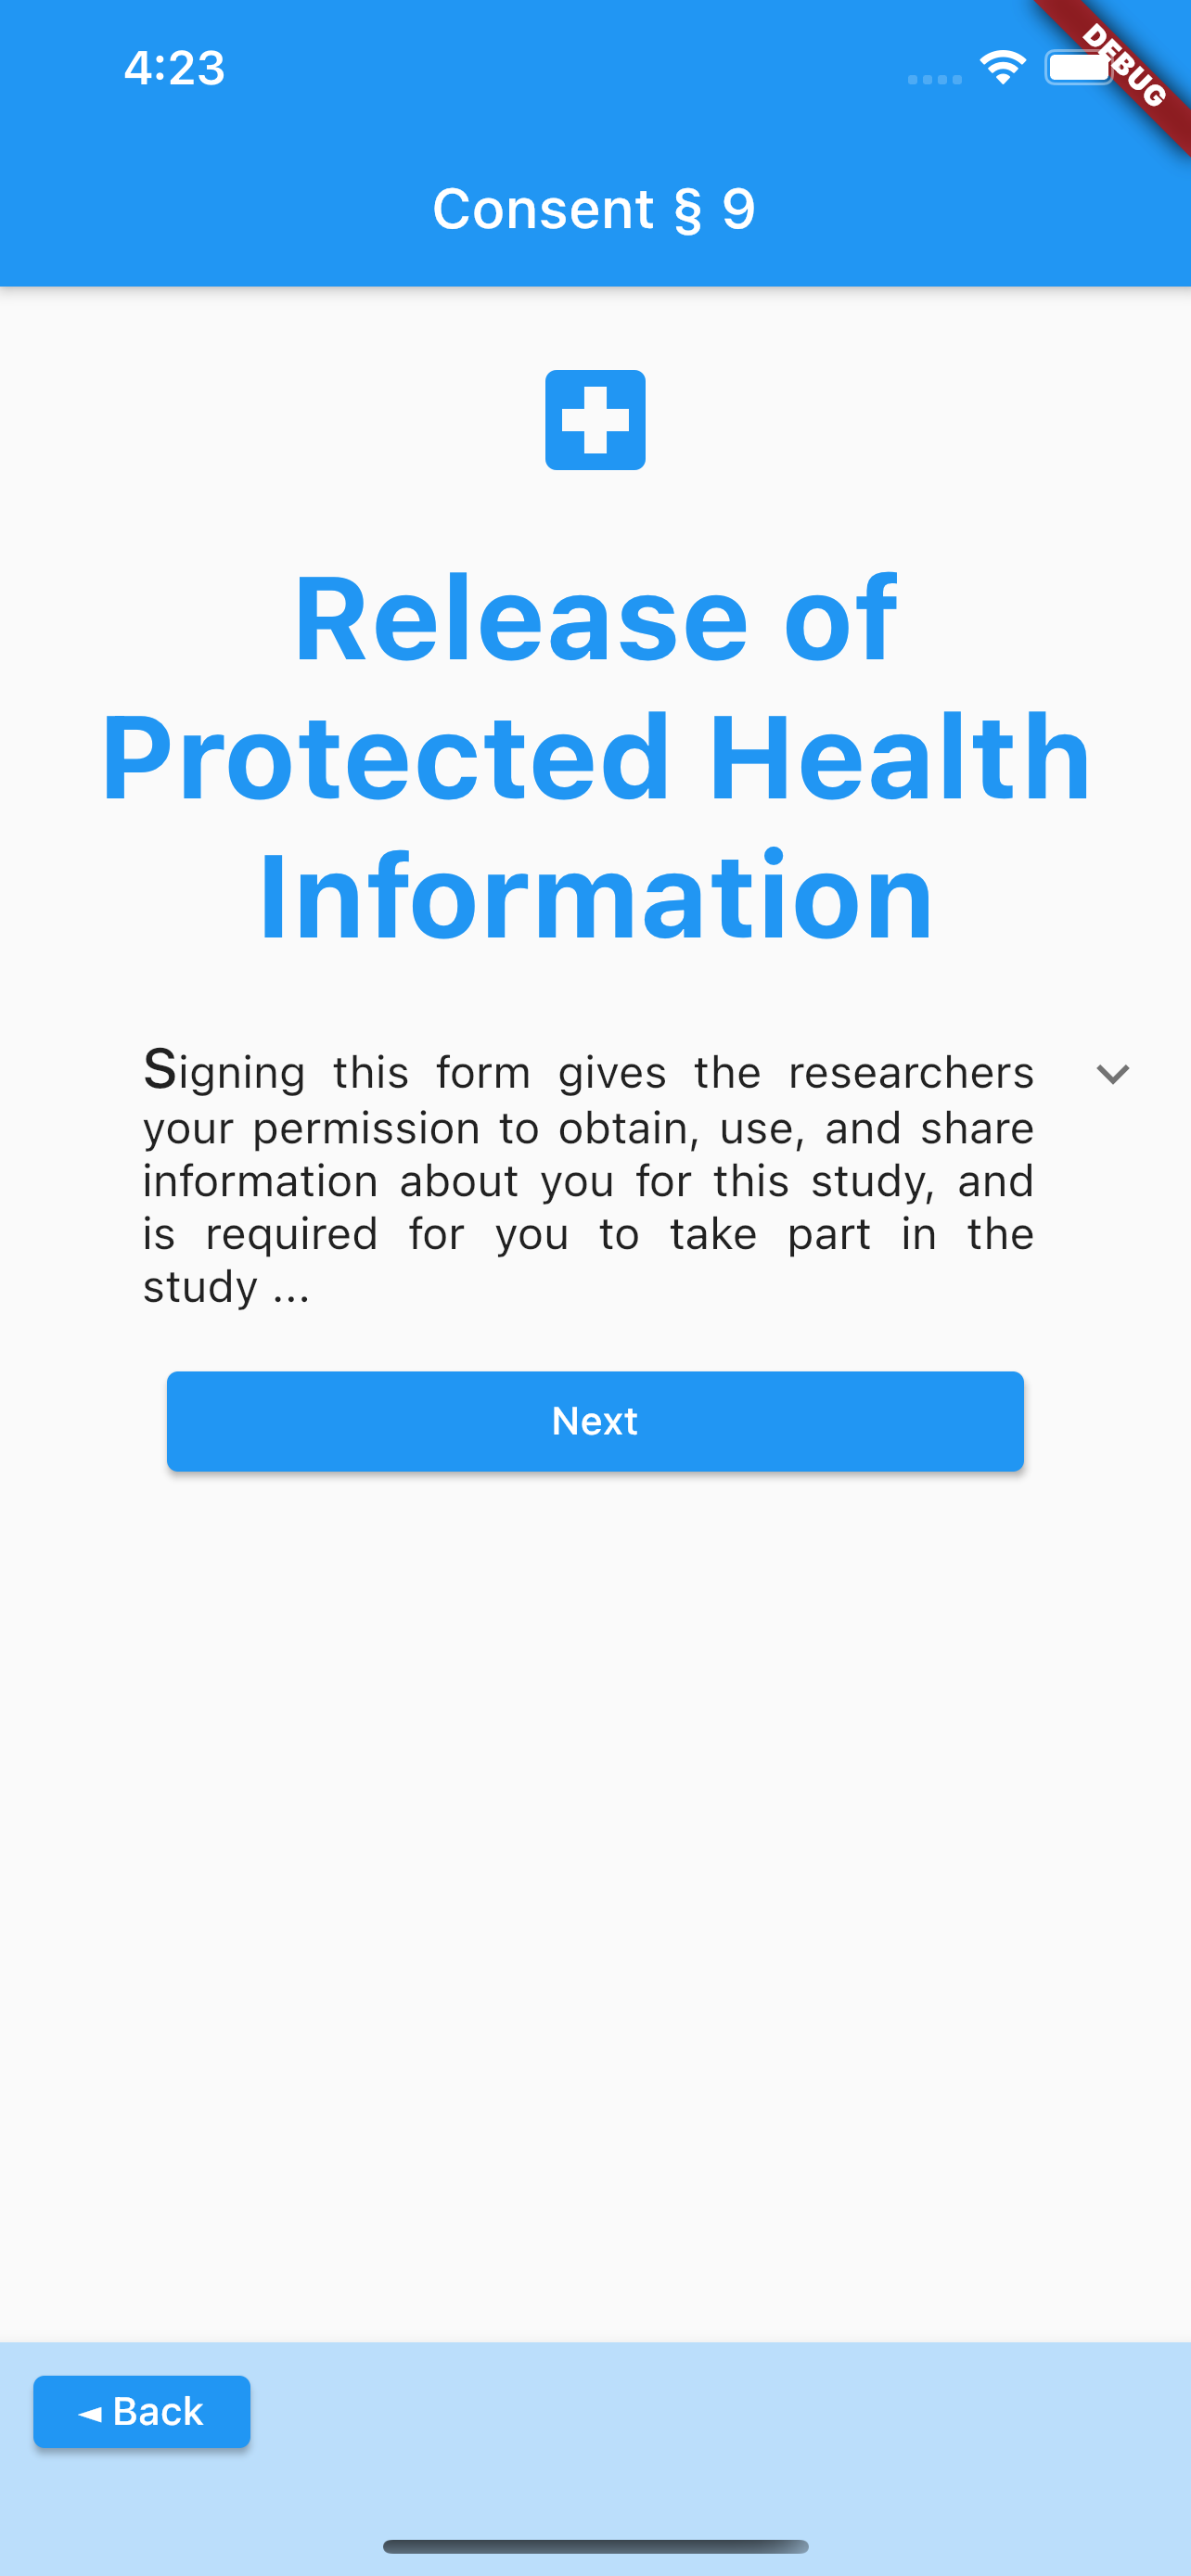 4:23
DEBUG
Consent § 9
Release of
Protected Health
Information
Signing this form gives the researchers
your permission to obtain, use, and share
information about you for this study, and
is required for you to take part in the
study ...
Next
◄ Back